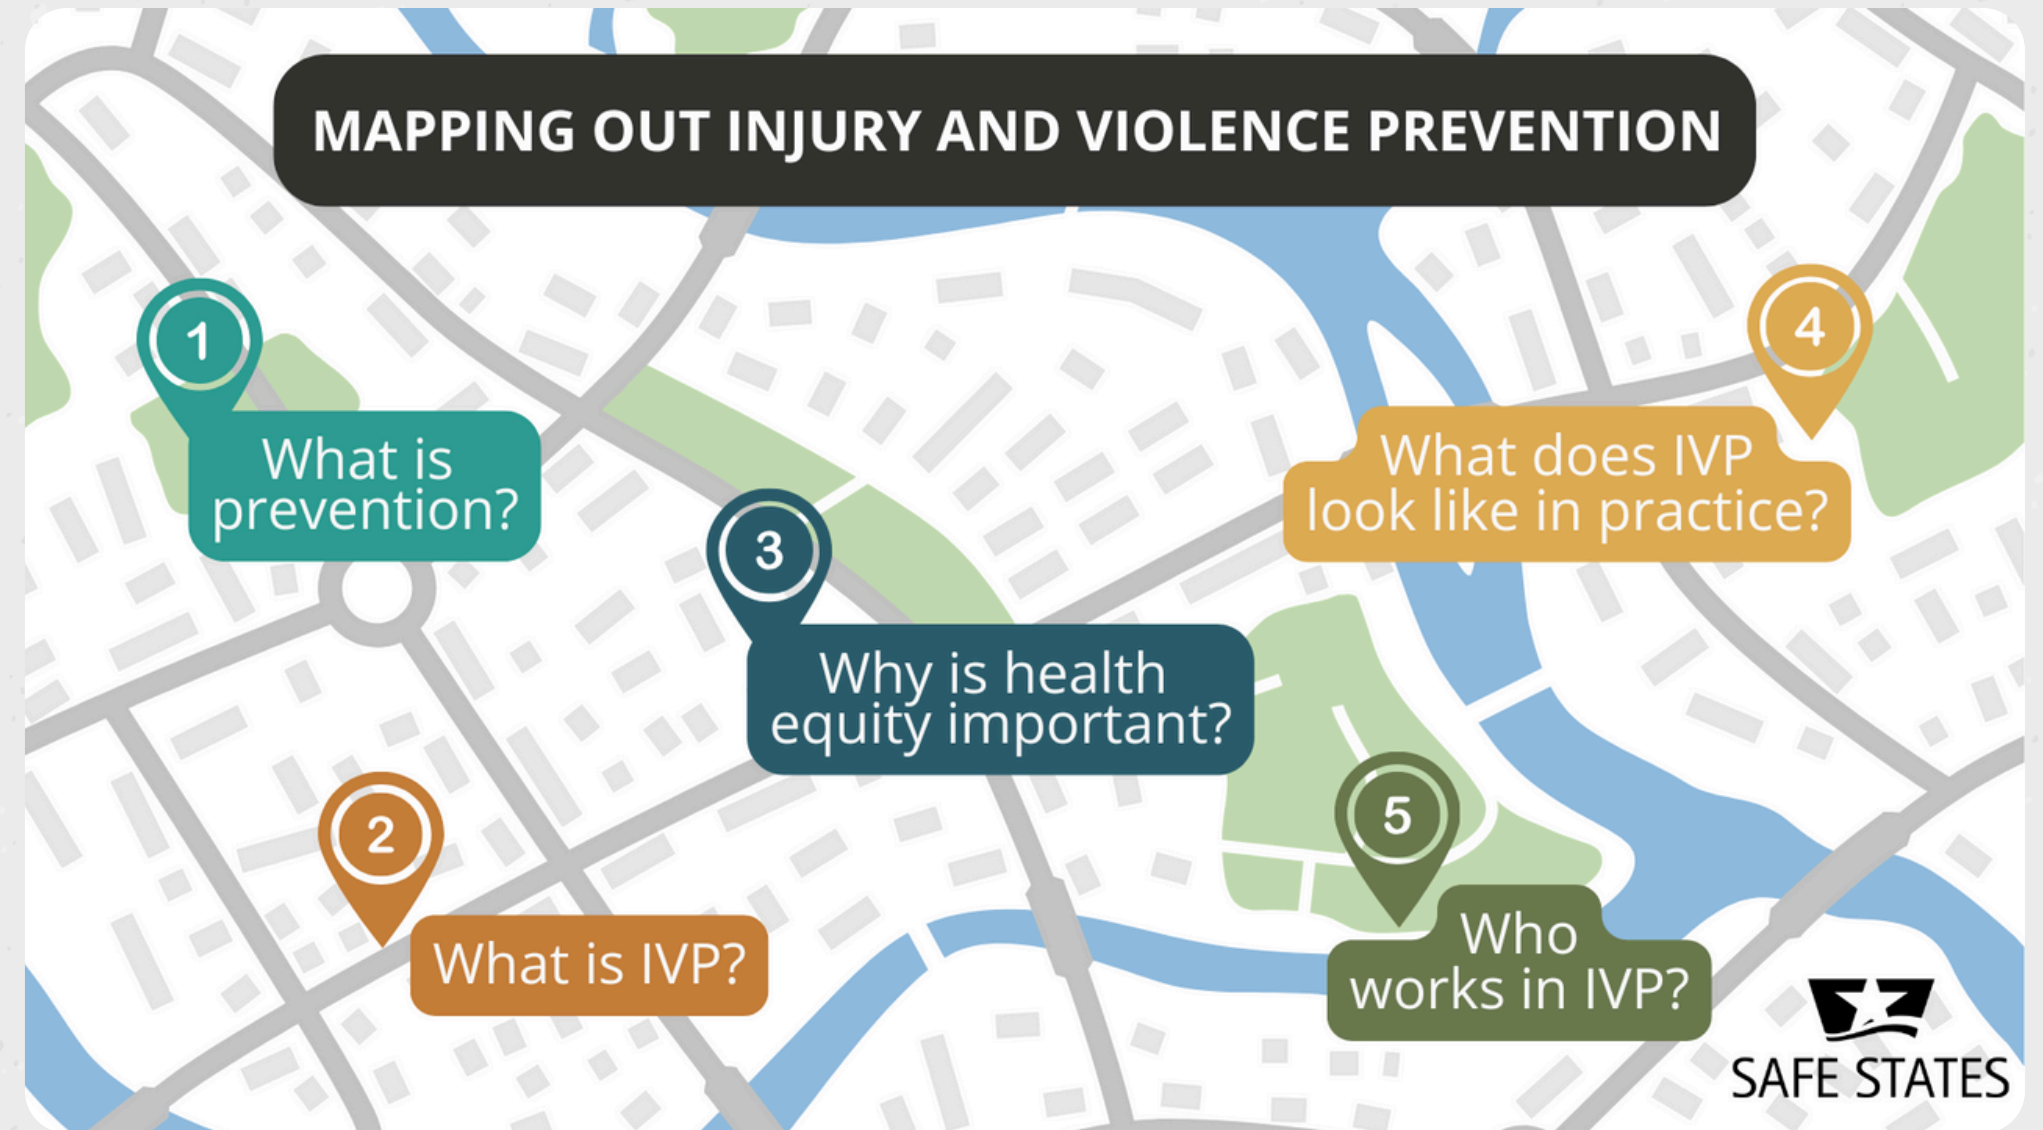 MAPPING OUT INJURY AND VIOLENCE PREVENTION
1
What is
prevention?
2
What is IVP?
3
Why is health
equity important?
4
What does IVP
look like in practice?
5
Who
works in IVP?
SAFE STATES